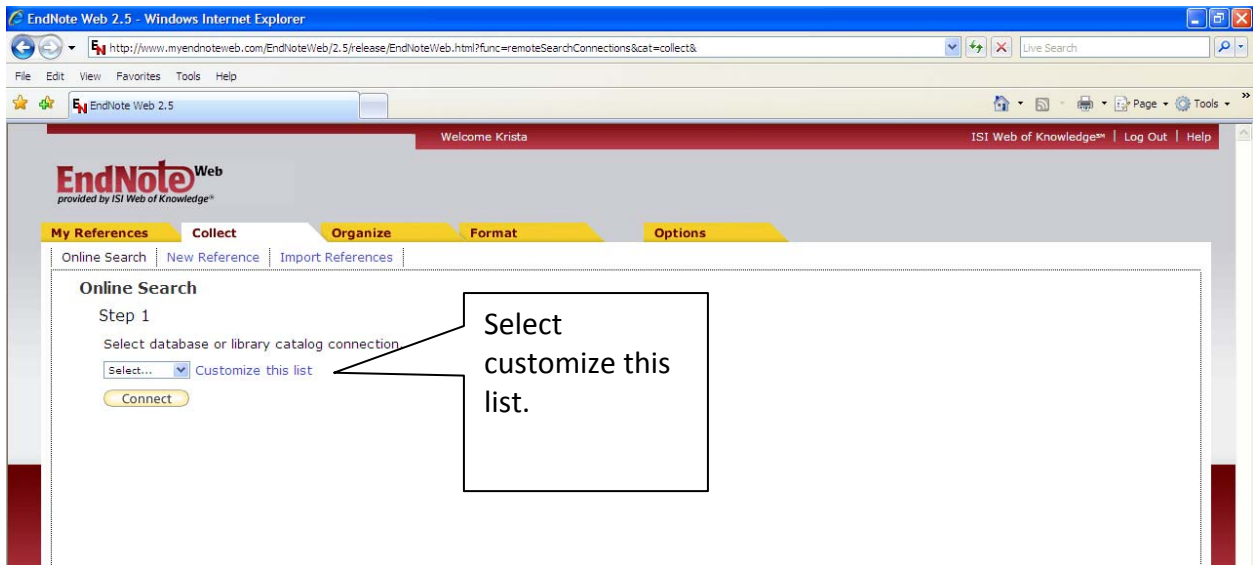 EndNote Web 2.5 - Windows Internet Explorer
http://www.myendnoteweb.com/EndNoteWeb/2.5/release/EndNoteWeb.html?func=remoteSearchConnections&cat=collect&
Live Search
File Edit View Favorites Tools Help
EN EndNote Web 2.5
Page Tools
Welcome Krista
ISI Web of Knowledge℠ | Log Out | Help
EndNote Web
provided by ISI Web of Knowledge®
My References Collect Organize Format Options
Online Search New Reference Import References
Online Search
Step 1
Select database or library catalog connection.
Select... Customize this list
Connect
Select
customize this
list.